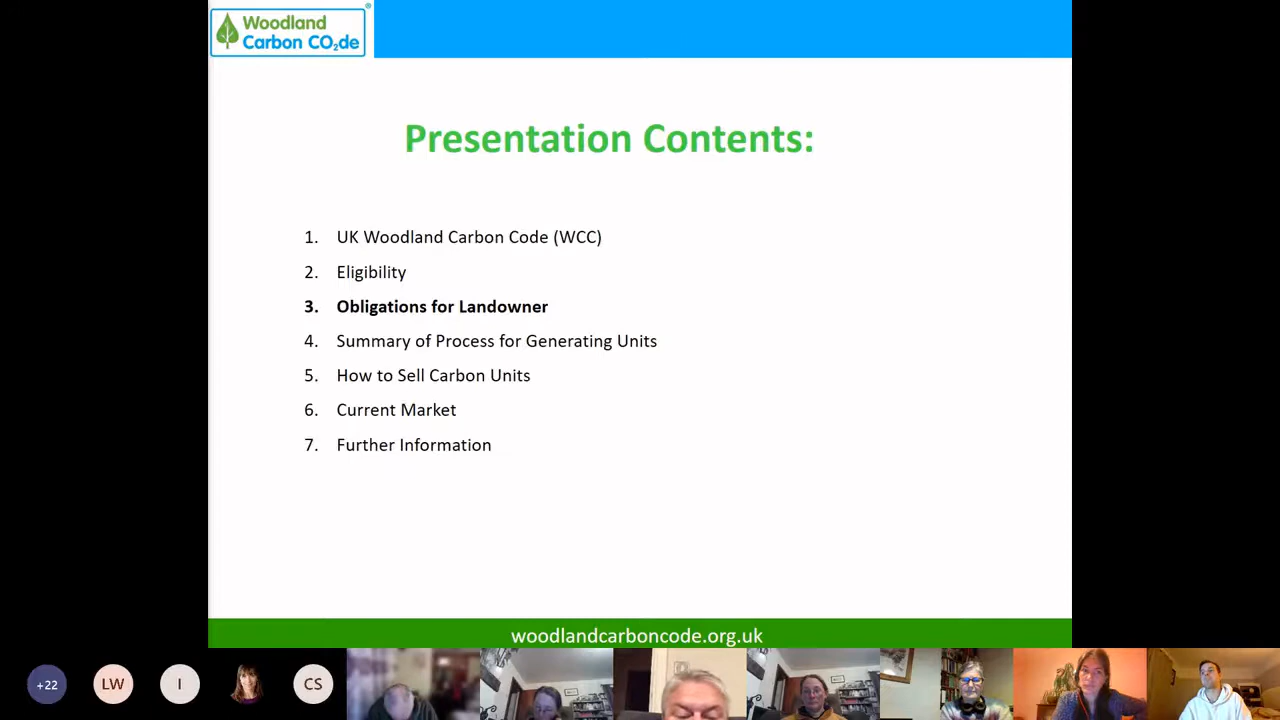 Woodland
Carbon CO₂de
®
Presentation Contents:
1. UK Woodland Carbon Code (WCC)
2. Eligibility
3. Obligations for Landowner
4. Summary of Process for Generating Units
5. How to Sell Carbon Units
6. Current Market
7. Further Information
woodlandcarboncode.org.uk
+22
LW
I
CS